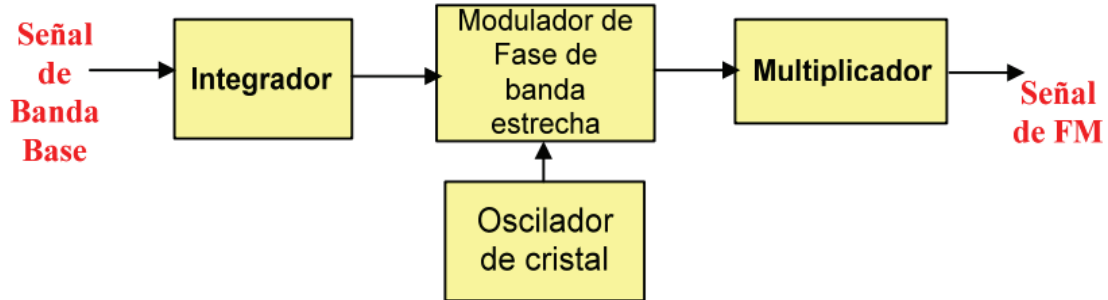 Señal
de
Banda
Base
Integrador
Modulador de
Fase de
banda
estrecha
Multiplicador
Señal
de FM
Oscilador
de cristal